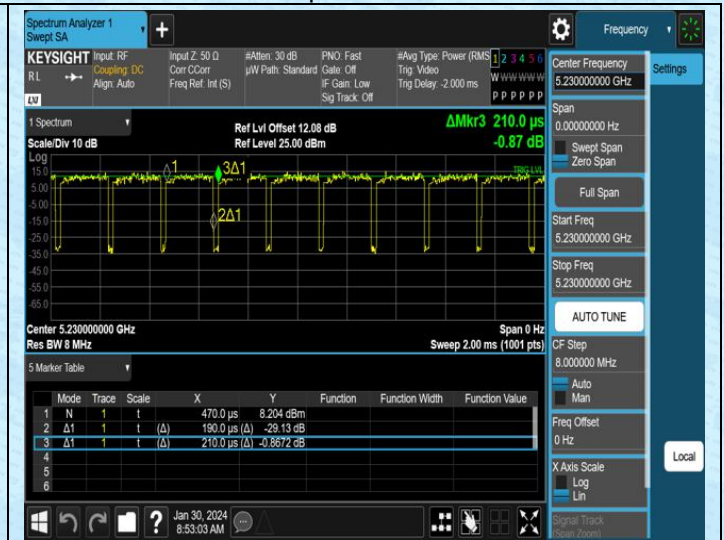 Spectrum Analyzer 1
Swept SA
+
Frequency
KEYSIGHT
RL
LXI
Input: RF
Coupling: DC
Align: Auto
Input Z: 50 Ω
Corr CCorr
Freq Ref: Int (S)
#Atten: 30 dB
µW Path: Standard
PNO: Fast
Gate: Off
IF Gain: Low
Sig Track: Off
#Avg Type: Power (RMS
Trig: Video
Trig Delay: -2.000 ms
1 2 3 4 5 6
W W W W W W
P P P P P P
1 Spectrum
Scale/Div 10 dB
Log
Ref Lvl Offset 12.08 dB
Ref Level 25.00 dBm
ΔMkr3 210.0 µs
-0.87 dB
15.0
5.00
-5.00
-15.0
-25.0
-35.0
-45.0
-55.0
-65.0
1
3Δ1
2Δ1
TRIG LVL
Center 5.230000000 GHz
Res BW 8 MHz
Span 0 Hz
Sweep 2.00 ms (1001 pts)
5 Marker Table
Mode Trace Scale X Y Function Function Width Function Value
1 N 1 t 470.0 µs 8.204 dBm
2 Δ1 1 t (Δ) 190.0 µs (Δ) -29.13 dB
3 Δ1 1 t (Δ) 210.0 µs (Δ) -0.8672 dB
4
5
6
Center Frequency
5.230000000 GHz
Settings
Span
0.00000000 Hz
Swept Span
Zero Span
Full Span
Start Freq
5.230000000 GHz
Stop Freq
5.230000000 GHz
AUTO TUNE
CF Step
8.000000 MHz
Auto
Man
Freq Offset
0 Hz
Local
X Axis Scale
Log
Lin
Signal Track
(Span Zoom)
?
Jan 30, 2024
8:53:03 AM